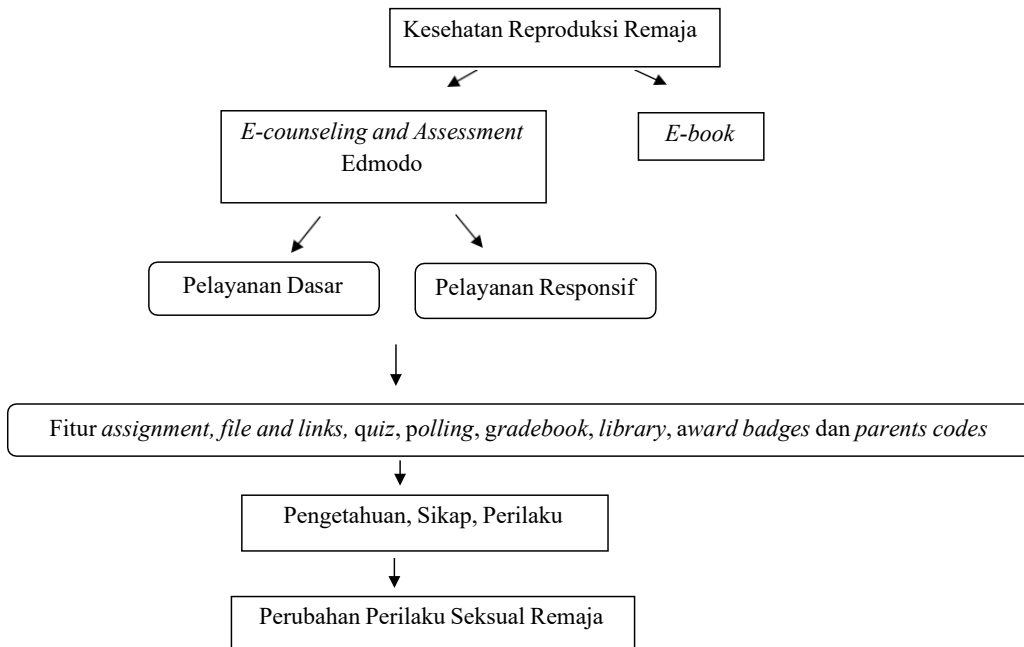 Kesehatan Reproduksi Remaja
E-counseling and Assessment
Edmodo
E-book
Pelayanan Dasar
Pelayanan Responsif
Fitur assignment, file and links, quiz, polling, gradebook, library, award badges dan parents codes
Pengetahuan, Sikap, Perilaku
Perubahan Perilaku Seksual Remaja